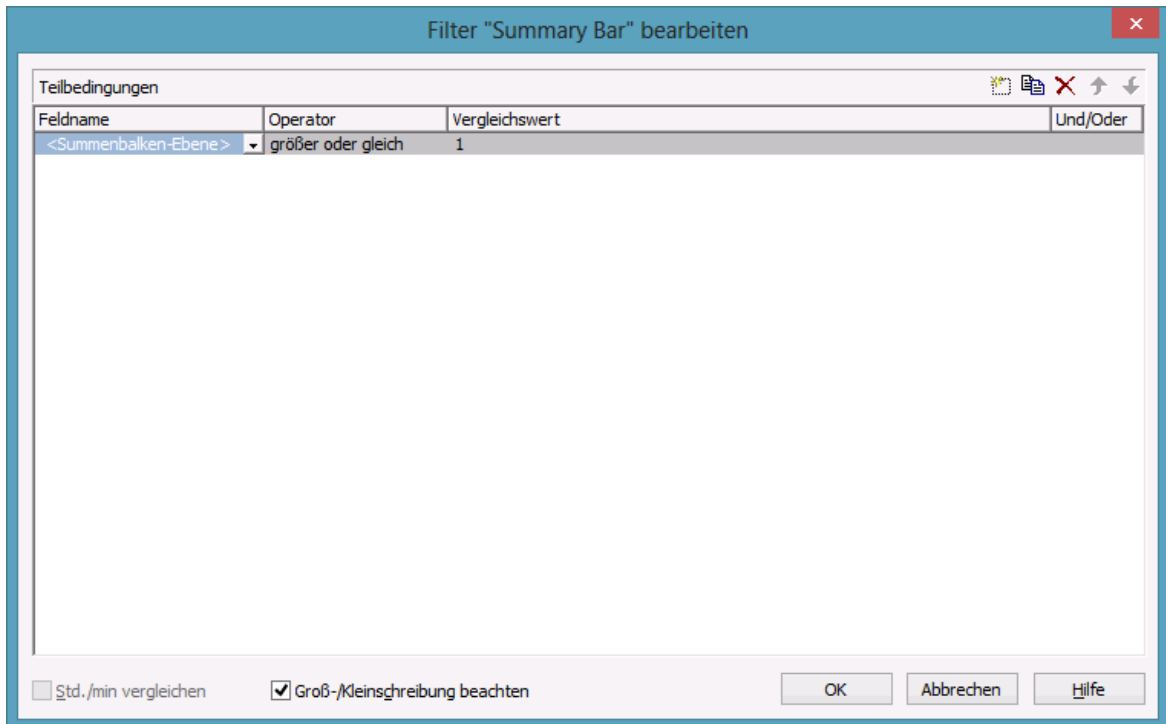 Filter "Summary Bar" bearbeiten
Teilbedingungen
Feldname Operator Vergleichswert Und/Oder
<Summenbalken-Ebene> größer oder gleich 1
Std./min vergleichen Groß-/Kleinschreibung beachten OK Abbrechen Hilfe